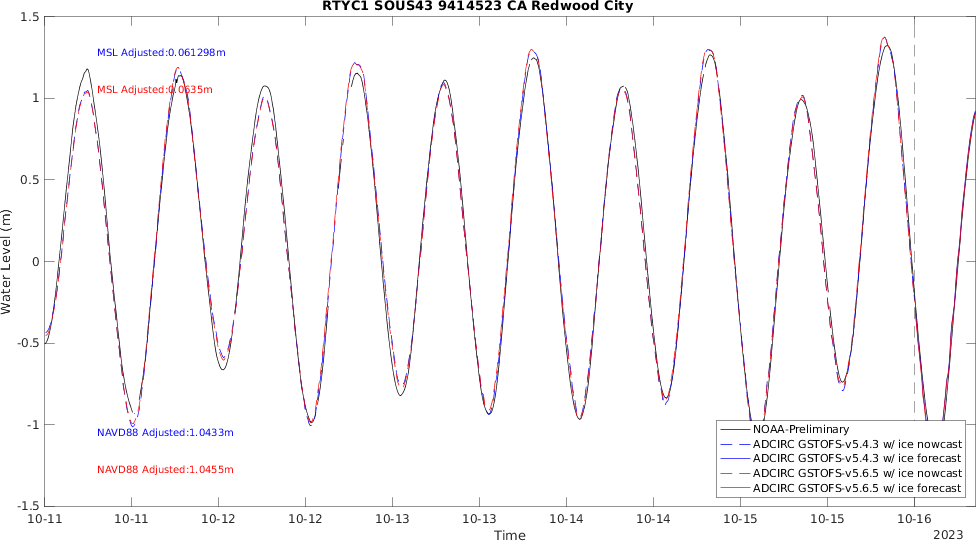 RTYC1 SOUS43 9414523 CA Redwood City
1.5
MSL Adjusted:0.061298m
MSL Adjusted:0.0635m
1
0.5
0
-0.5
-1
-1.5
Water Level (m)
NAVD88 Adjusted:1.0433m
NAVD88 Adjusted:1.0455m
NOAA-Preliminary
ADCIRC GSTOFS-v5.4.3 w/ ice nowcast
ADCIRC GSTOFS-v5.4.3 w/ ice forecast
ADCIRC GSTOFS-v5.6.5 w/ ice nowcast
ADCIRC GSTOFS-v5.6.5 w/ ice forecast
10-11 10-11 10-12 10-12 10-13 10-13 10-14 10-14 10-15 10-15 10-16
Time
2023